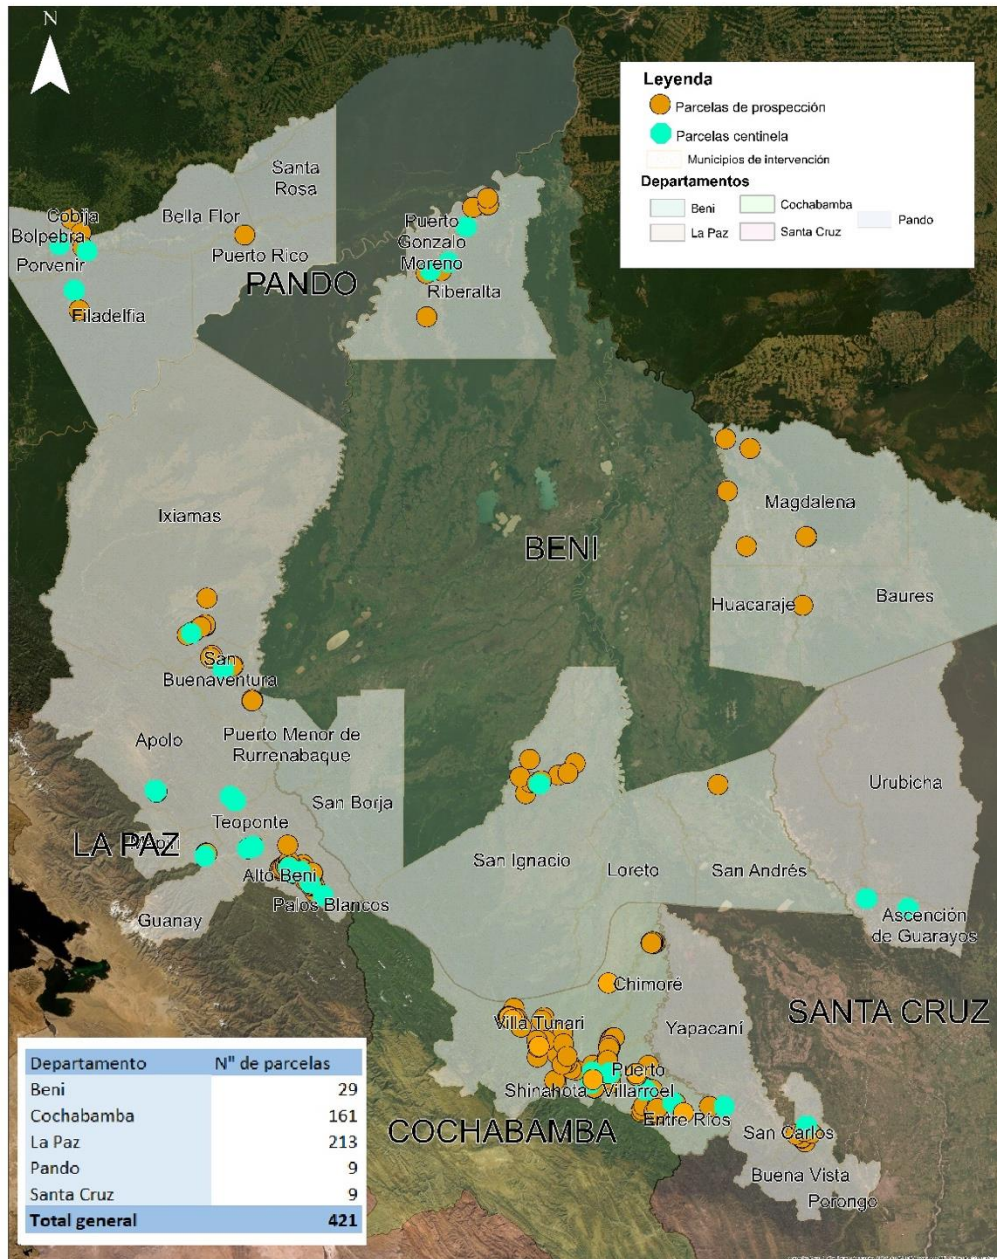 N
Leyenda
Parcelas de prospección
Parcelas centinela
Municipios de intervención
Departamentos
Beni
Cochabamba
Pando
La Paz
Santa Cruz
Santa
Rosa
Cobija
Bella Flor
Bolpebra
Porvenir
Puerto Rico
Filadelfia
PANDO
Puerto
Gonzalo
Moreno
Riberalta
Ixiamas
BENI
Magdalena
Huacaraje
Baures
San
Buenaventura
Apolo
Puerto Menor de
Rurrenabaque
San Borja
Teoponte
LA PAZ
Alto Beni
Palos Blancos
Guanay
San Ignacio
Loreto
San Andrés
Urubicha
Ascención
de Guarayos
Chimoré
Villa Tunari
Yapacaní
SANTA CRUZ
Puerto
Shinahota
Villarroel
Entre Ríos
COCHABAMBA
San Carlos
Buena Vista
Porongo
Departamento N° de parcelas
Beni 29
Cochabamba 161
La Paz 213
Pando 9
Santa Cruz 9
Total general 421